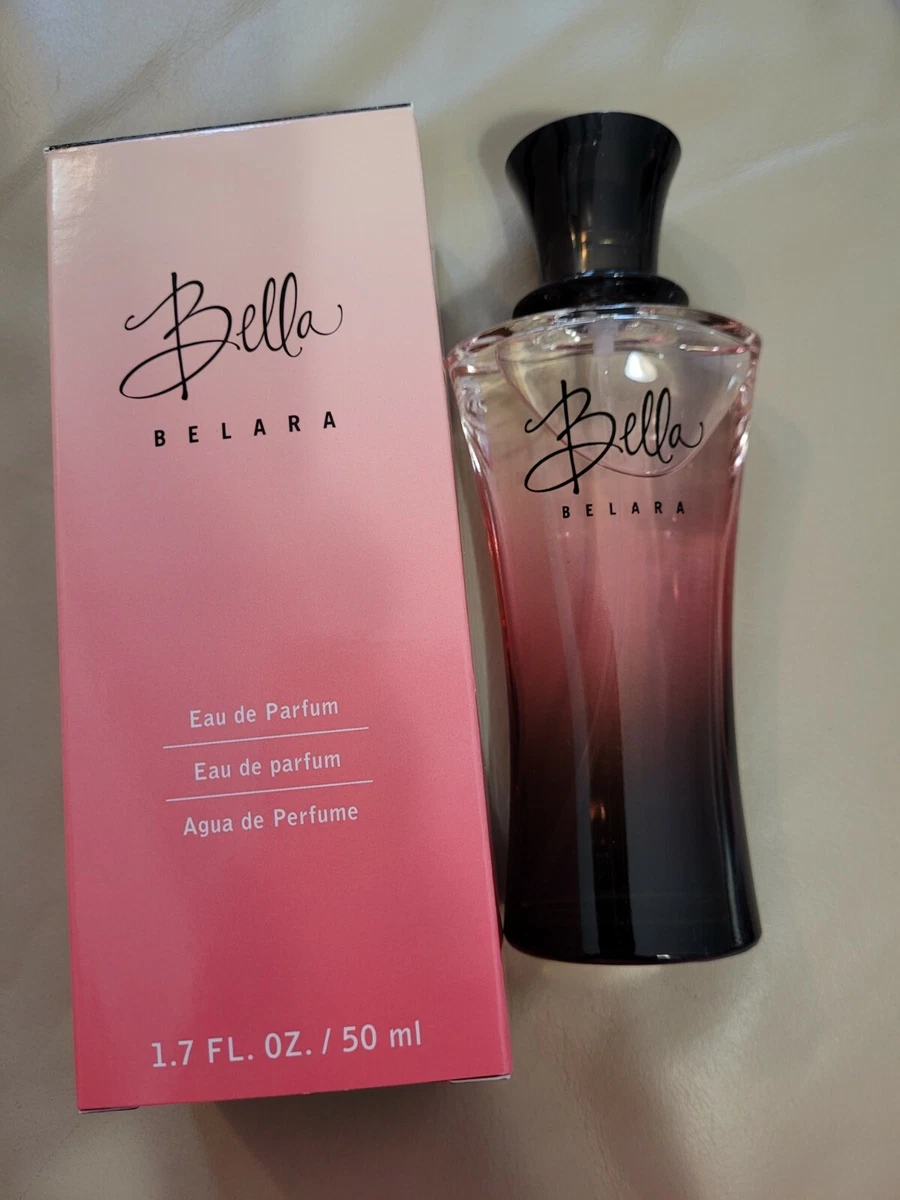 Bella
BELARA
Eau de Parfum
Eau de parfum
Agua de Perfume
1.7 FL. OZ. / 50 ml
Bella
BELARA